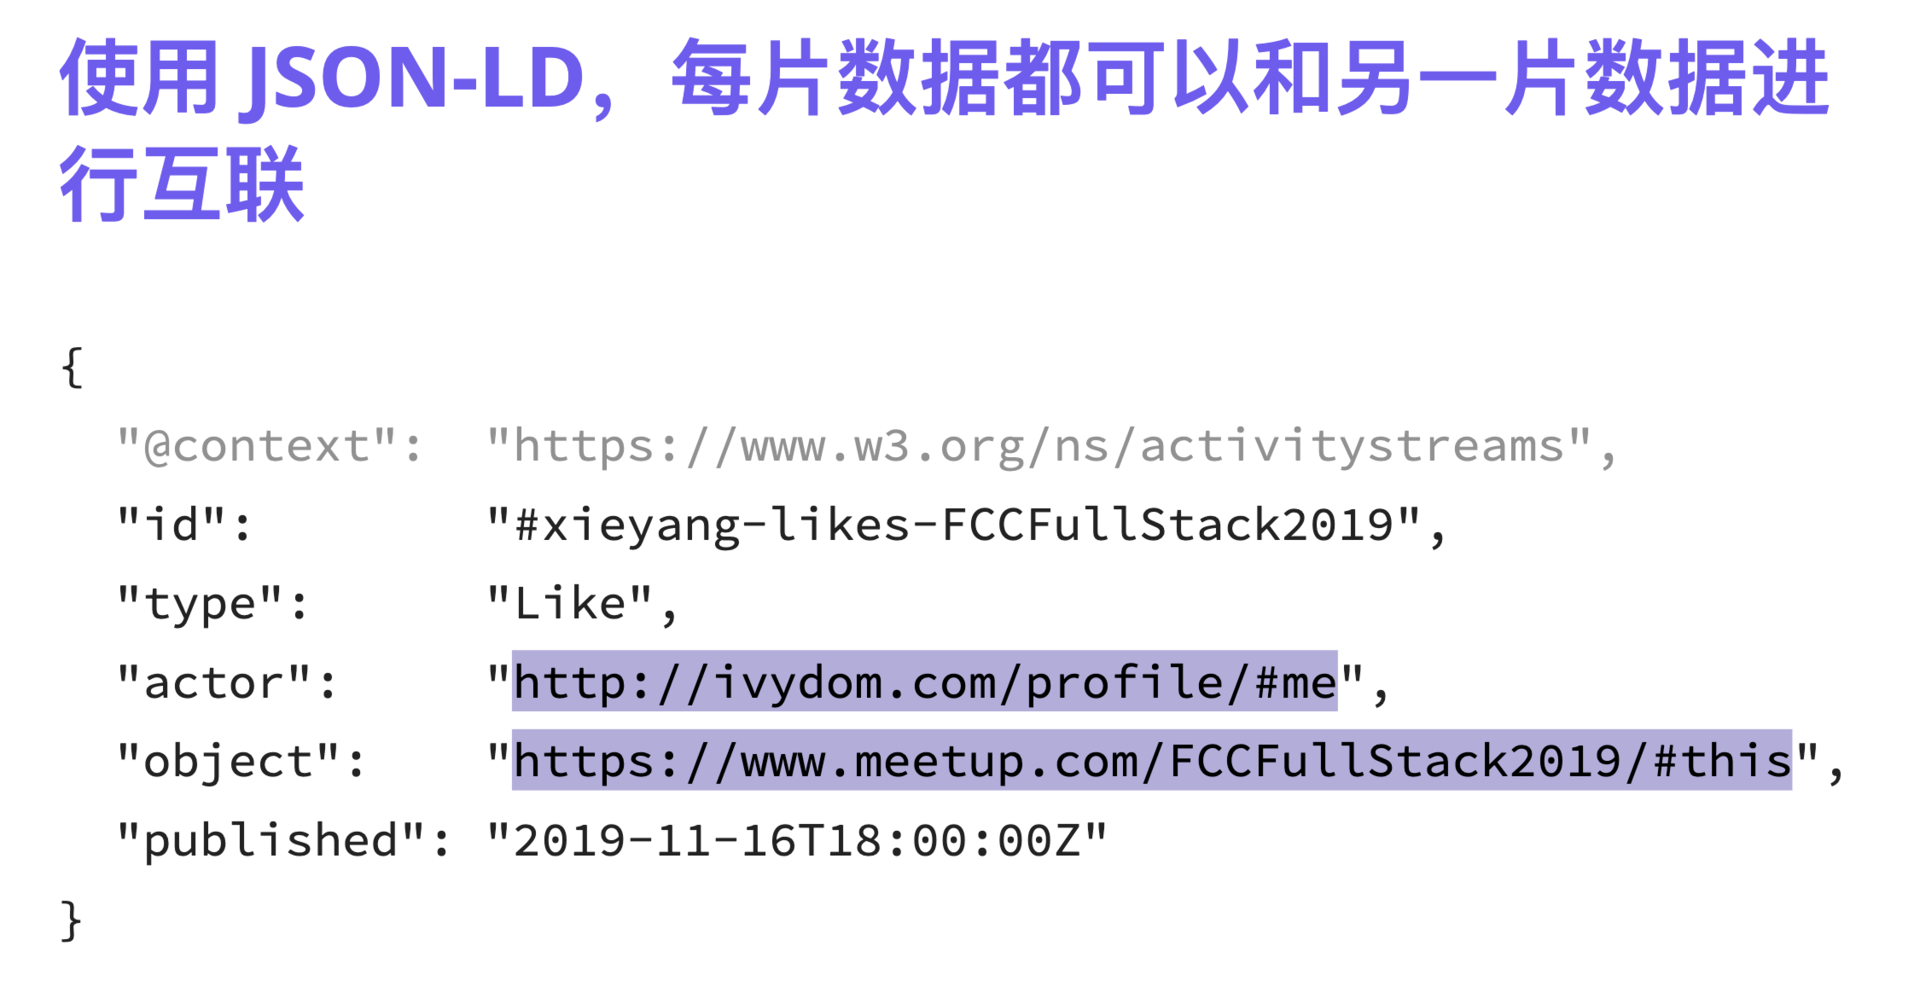 使用 JSON-LD，每片数据都可以和另一片数据进
行互联
{
  "@context":  "https://www.w3.org/ns/activitystreams",
  "id":        "#xieyang-likes-FCCFullStack2019",
  "type":      "Like",
  "actor":     "http://ivydom.com/profile/#me",
  "object":    "https://www.meetup.com/FCCFullStack2019/#this",
  "published": "2019-11-16T18:00:00Z"
}